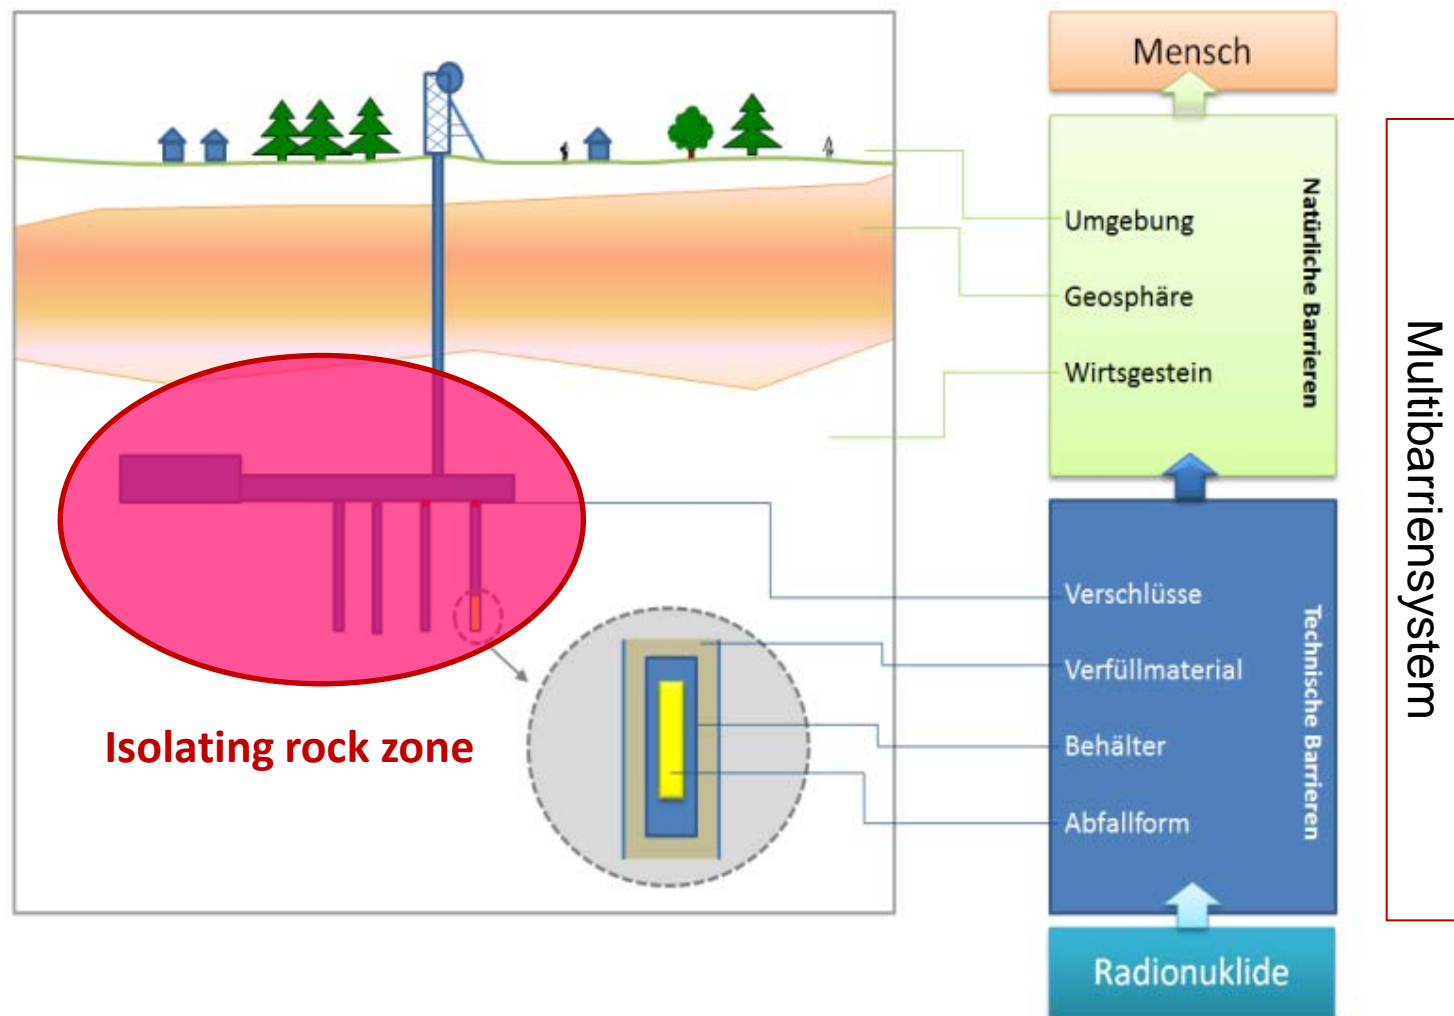 Mensch
Umgebung
Geosphäre
Wirtsgestein
Natürliche Barrieren
Verschlüsse
Verfüllmaterial
Behälter
Abfallform
Technische Barrieren
Radionuklide
Multibarriensystem
Isolating rock zone